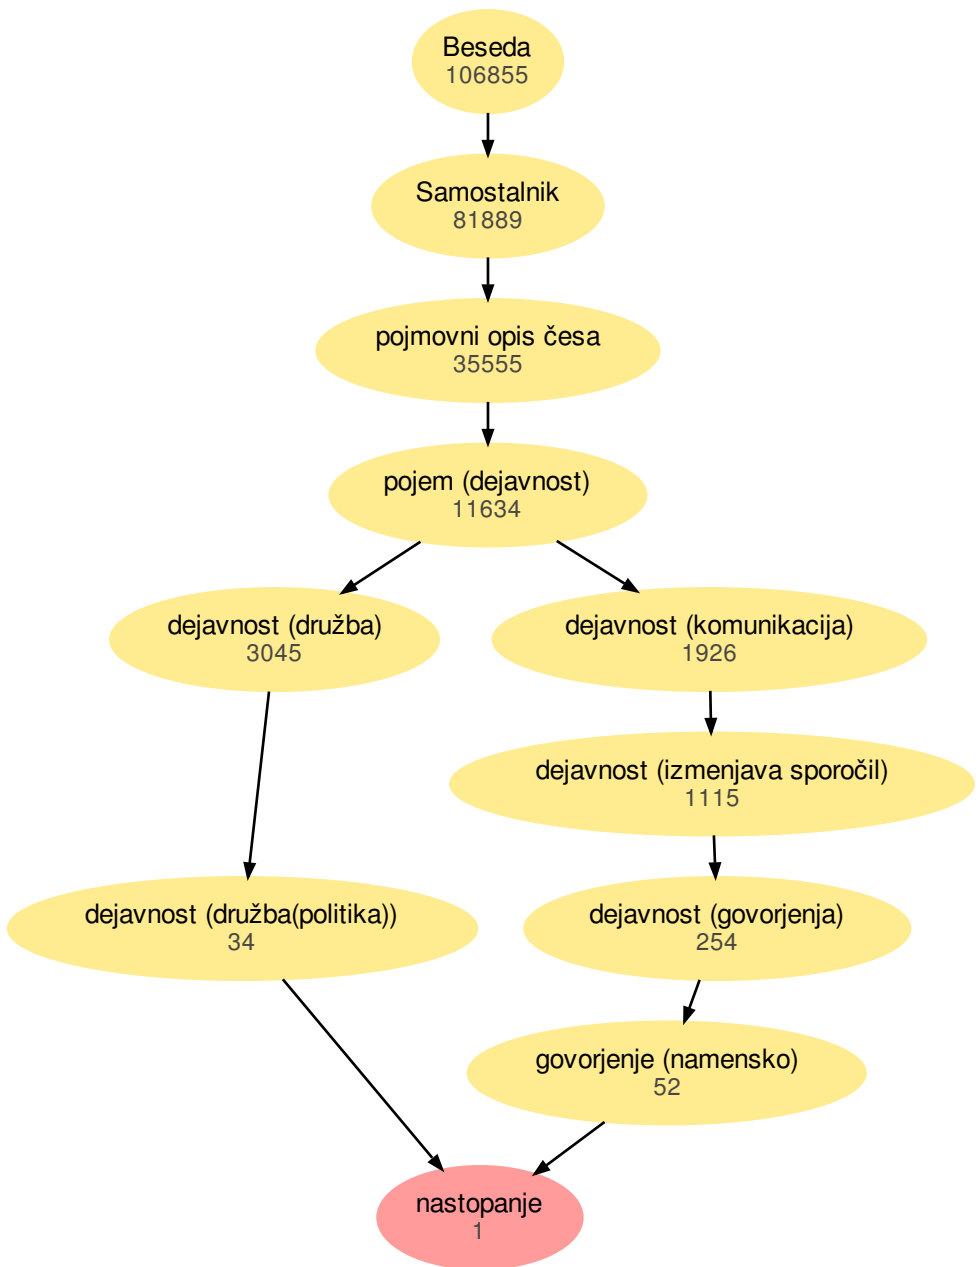 Beseda
106855
Samostalnik
81889
pojmovni opis česa
35555
pojem (dejavnost)
11634
dejavnost (družba)
3045
dejavnost (komunikacija)
1926
dejavnost (izmenjava sporočil)
1115
dejavnost (družba(politika))
34
dejavnost (govorjenja)
254
govorjenje (namensko)
52
nastopanje
1